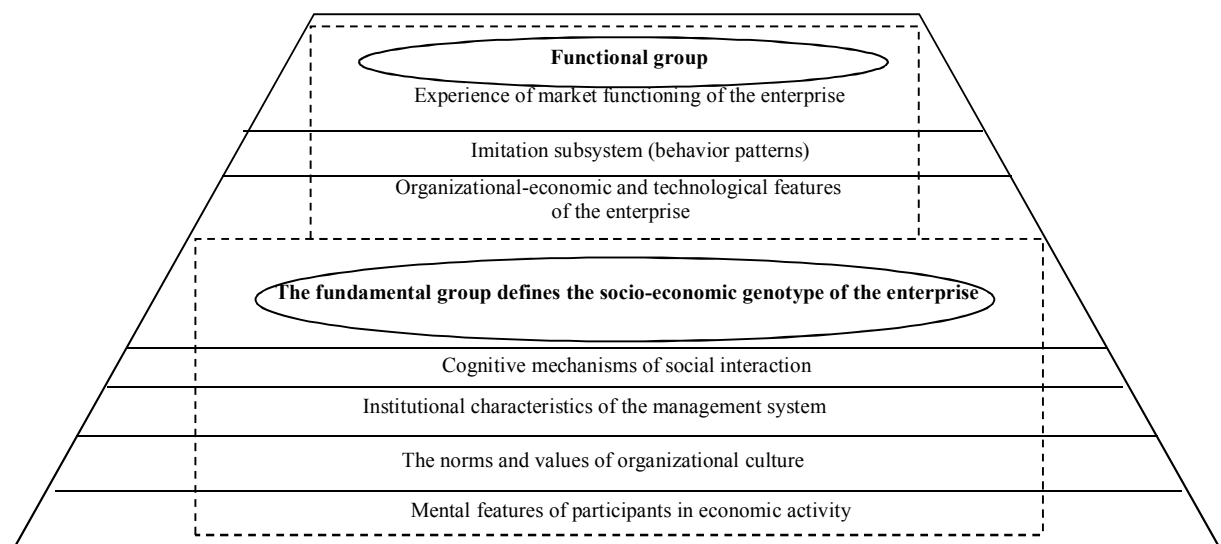 Functional group
Experience of market functioning of the enterprise
Imitation subsystem (behavior patterns)
Organizational-economic and technological features
of the enterprise
The fundamental group defines the socio-economic genotype of the enterprise
Cognitive mechanisms of social interaction
Institutional characteristics of the management system
The norms and values of organizational culture
Mental features of participants in economic activity